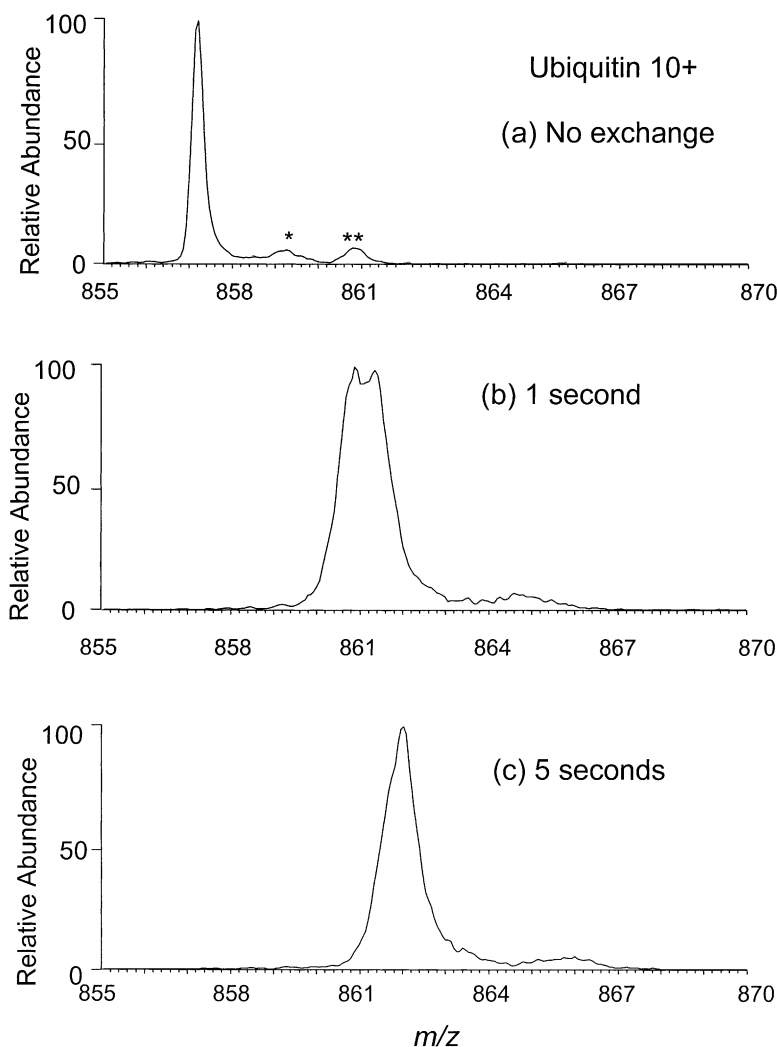 100
Ubiquitin 10+
(a) No exchange
50
Relative Abundance
* **
0
855 858 861 864 867 870
100
(b) 1 second
50
Relative Abundance
0
855 858 861 864 867 870
100
(c) 5 seconds
50
Relative Abundance
0
855 858 861 864 867 870
m/z